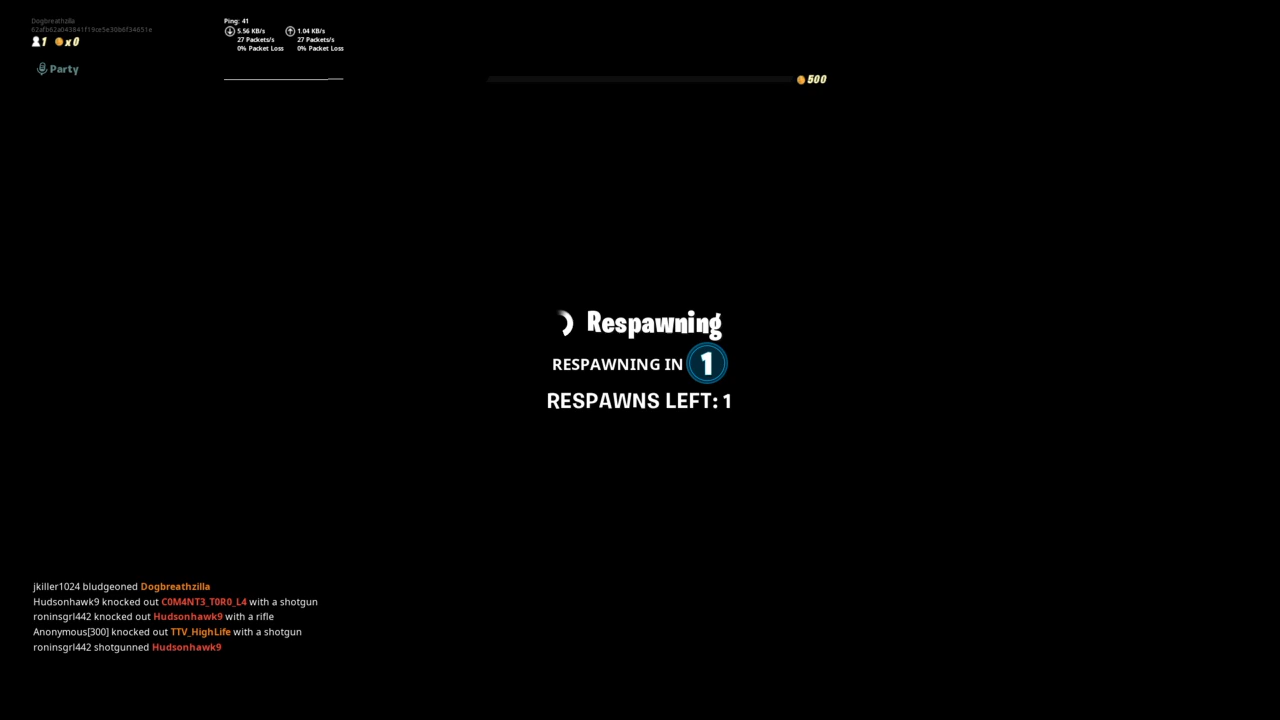 Dogbreathzilla
1 x0
Party
Ping: 41
5.56 KB/s 1.04 KB/s
27 Packets/s 27 Packets/s
0% Packet Loss 0% Packet Loss
500
Respawning
RESPAWNING IN 1
RESPAWNS LEFT: 1
jkiller1024 bludgeoned Dogbreathzilla
Hudsonhawk9 knocked out C0M4NT3_T0R0_L4 with a shotgun
roninsgrl442 knocked out Hudsonhawk9 with a rifle
Anonymous[300] knocked out TTV_HighLife with a shotgun
roninsgrl442 shotgunned Hudsonhawk9